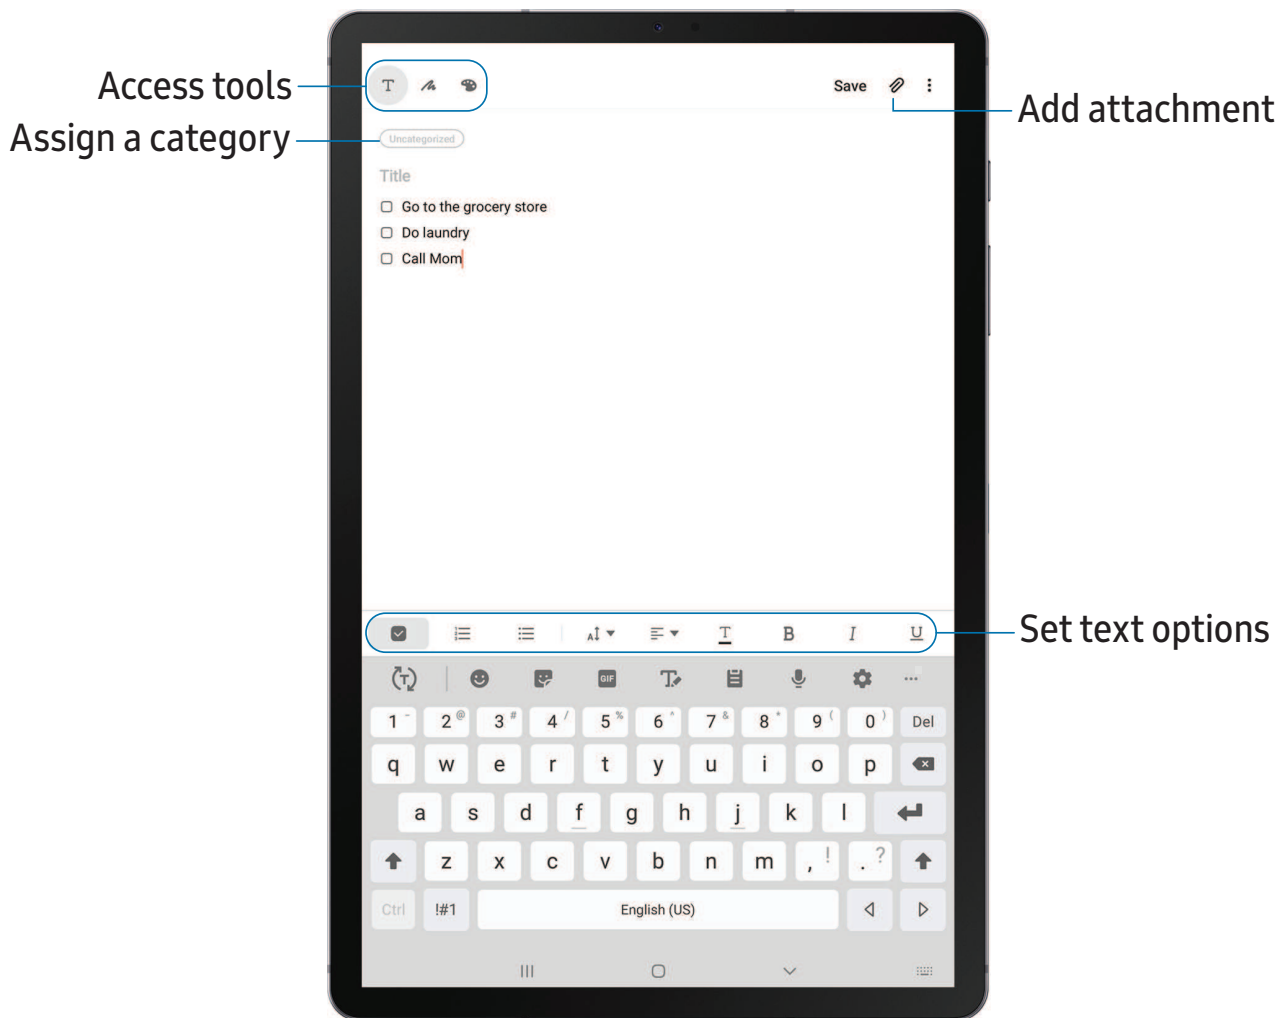 Access tools
T
Save
Add attachment
Assign a category
Uncategorized
Title
Go to the grocery store
Do laundry
Call Mom
Set text options
A T B I U
T GIF T
1 - 2 @ 3 # 4 / 5 % 6 ^ 7 & 8 * 9 ( 0 ) Del
q w e r t y u i o p
a s d f g h j k l
z x c v b n m , ! . ?
Ctrl !#1 English (US)